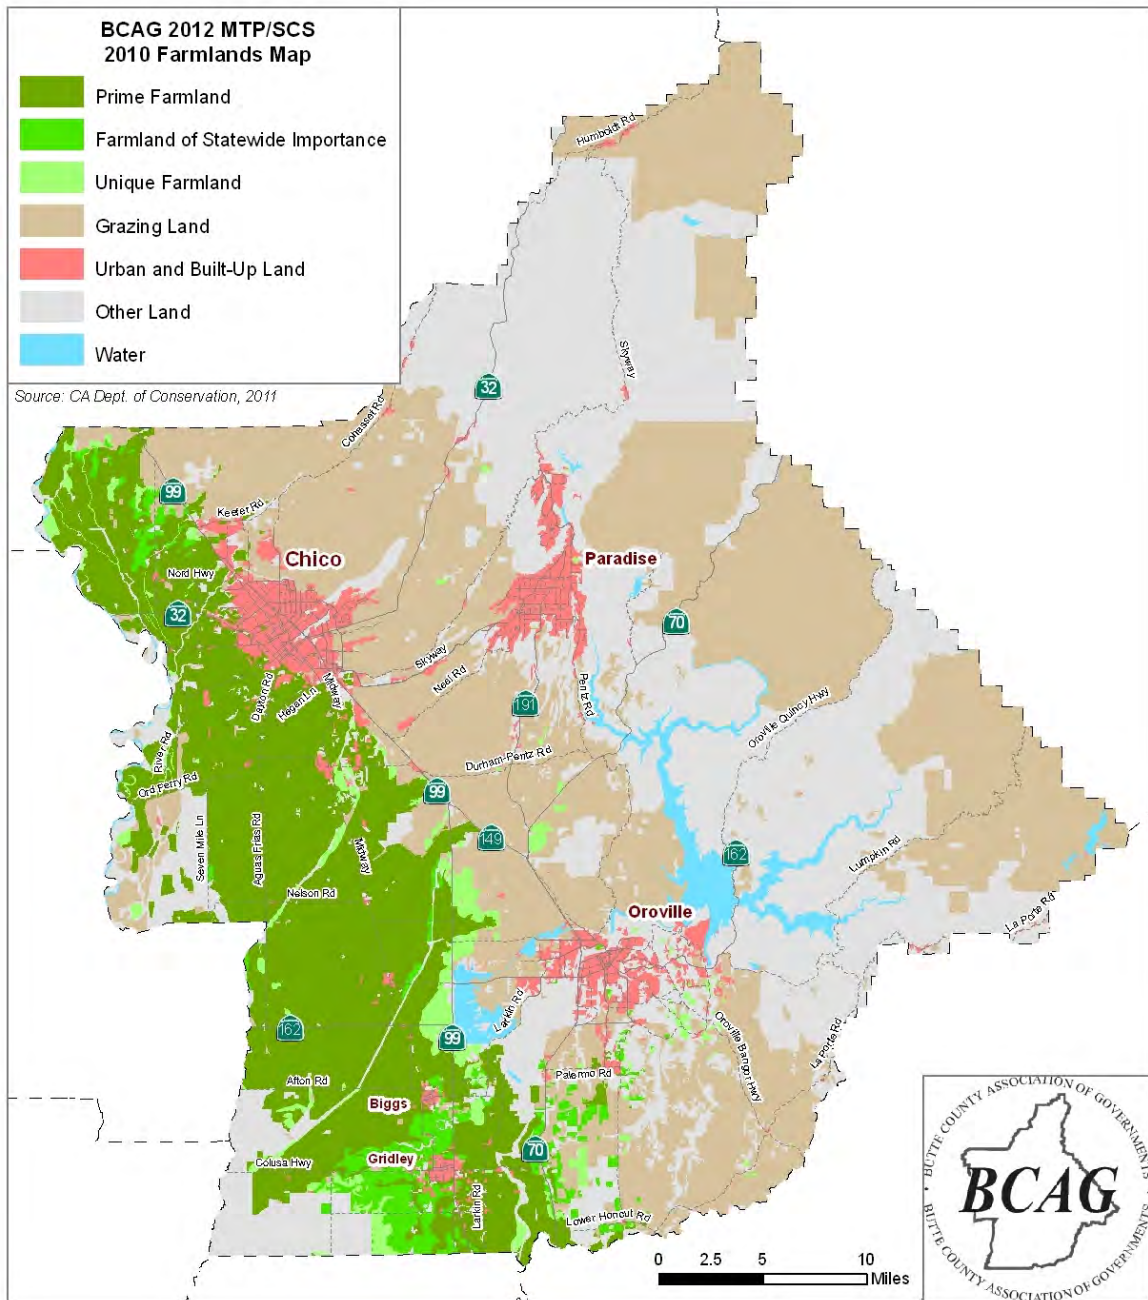 BCAG 2012 MTP/SCS
2010 Farmlands Map
Prime Farmland
Farmland of Statewide Importance
Unique Farmland
Grazing Land
Urban and Built-Up Land
Other Land
Water
Source: CA Dept. of Conservation, 2011
Humboldt Rd
Skyway
32
Cohasset Rd
99
Keefer Rd
Chico
Paradise
Nord Hwy
32
70
Skyway
Neal Rd
Dayton Rd
Hegan Ln
Midway
191
Pentz Rd
Oroville Quincy Hwy
River Rd
Durham-Pentz Rd
Ord Ferry Rd
99
Seven Mile Ln
Aguas Frias Rd
Midway
149
162
Lumpkin Rd
Nelson Rd
Oroville
La Porte Rd
Larkin Rd
162
99
Oroville Bangor Hwy
La Porte Rd
Afton Rd
Palermo Rd
Biggs
Gridley
70
Colusa Hwy
Larkin Rd
Lower Honcut Rd
0 2.5 5 10
Miles
BUTTE COUNTY ASSOCIATION OF GOVERNMENTS
BCAG
BUTTE COUNTY ASSOCIATION OF GOVERNMENTS